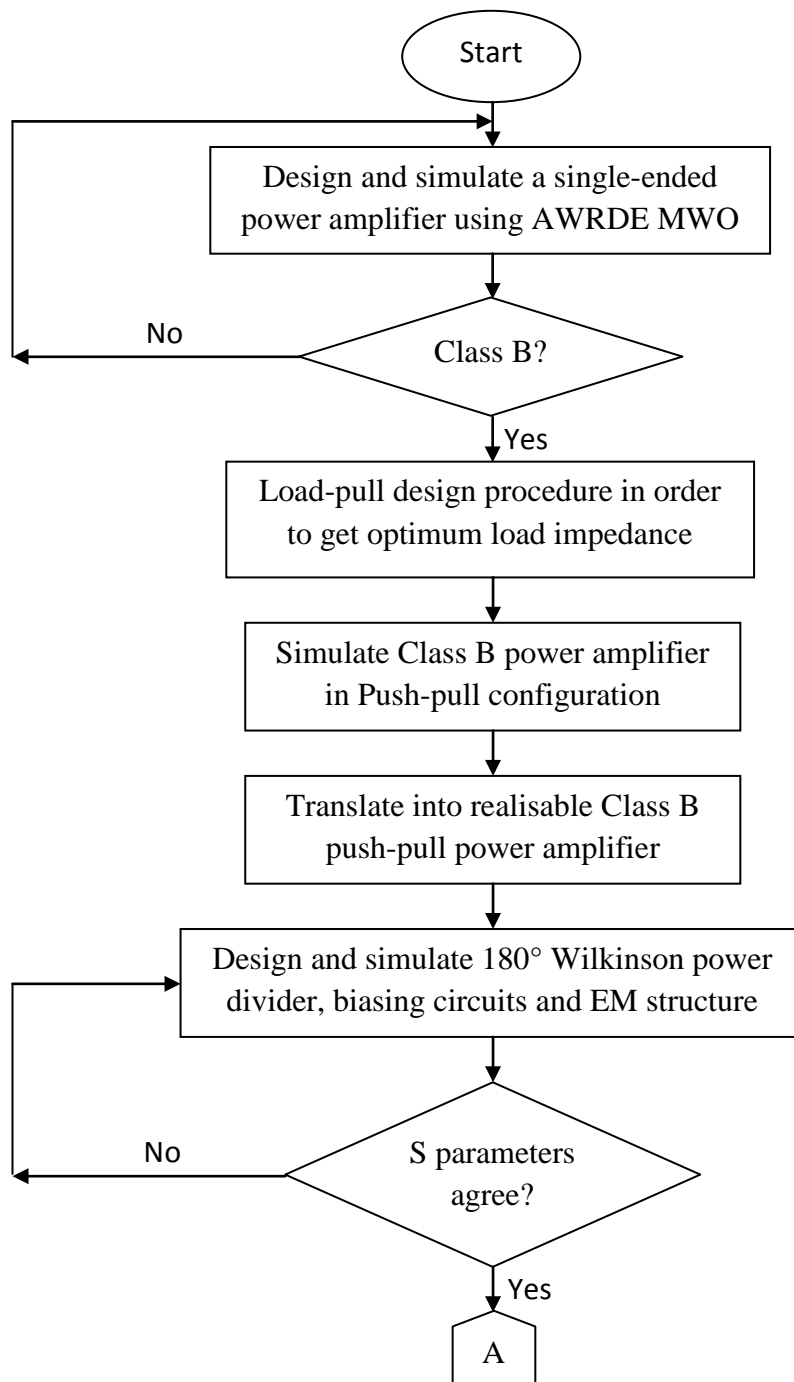 Start
Design and simulate a single-ended
power amplifier using AWRDE MWO
No
Class B?
Yes
Load-pull design procedure in order
to get optimum load impedance
Simulate Class B power amplifier
in Push-pull configuration
Translate into realisable Class B
push-pull power amplifier
Design and simulate 180° Wilkinson power
divider, biasing circuits and EM structure
No
S parameters
agree?
Yes
A